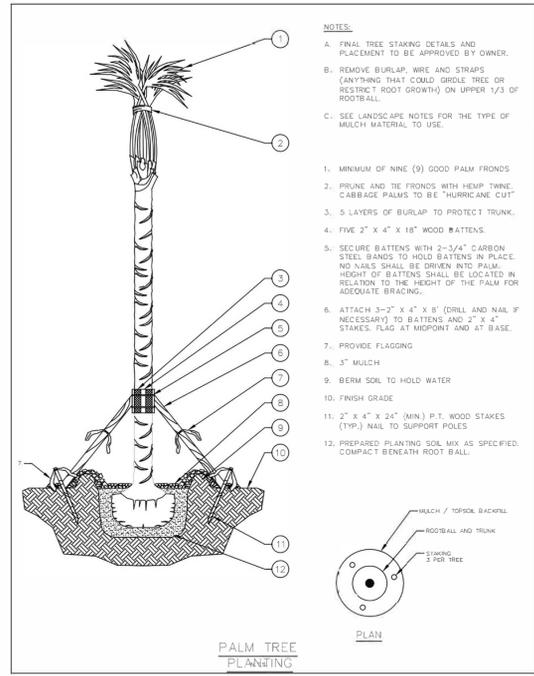 NOTES:
A. FINAL TREE STAKING DETAILS AND
PLACEMENT TO BE APPROVED BY OWNER.
B. REMOVE BURLAP, WIRE AND STRAPS
(ANYTHING THAT COULD GIRDLE TREE OR
RESTRICT ROOT GROWTH) ON UPPER 1/3 OF
ROOTBALL.
C. SEE LANDSCAPE NOTES FOR THE TYPE OF
MULCH MATERIAL TO USE.
1. MINIMUM OF NINE (9) GOOD PALM FRONDS
2. PRUNE AND TIE FRONDS WITH HEMP TWINE.
CABBAGE PALMS TO BE "HURRICANE CUT"
3. 5 LAYERS OF BURLAP TO PROTECT TRUNK.
4. FIVE 2" X 4" X 18" WOOD BATTENS.
5. SECURE BATTENS WITH 2-3/4" CARBON
STEEL BANDS TO HOLD BATTENS IN PLACE.
NO NAILS SHALL BE DRIVEN INTO PALM.
HEIGHT OF BATTENS SHALL BE LOCATED IN
RELATION TO THE HEIGHT OF THE PALM FOR
ADEQUATE BRACING.
6. ATTACH 3-2" X 4" X 8' (DRILL AND NAIL IF
NECESSARY) TO BATTENS AND 2" X 4"
STAKES. FLAG AT MIDPOINT AND AT BASE.
7. PROVIDE FLAGGING
8. 3" MULCH
9. BERM SOIL TO HOLD WATER
10. FINISH GRADE
11. 2" X 4" X 24" (MIN.) P.T. WOOD STAKES
(TYP.) NAIL TO SUPPORT POLES
12. PREPARED PLANTING SOIL MIX AS SPECIFIED.
COMPACT BENEATH ROOT BALL.
1
2
3
4
5
6
7
8
9
10
11
12
7
MULCH / TOPSOIL BACKFILL
ROOTBALL AND TRUNK
STAKING
3 PER TREE
PLAN
PALM TREE
PLANTING